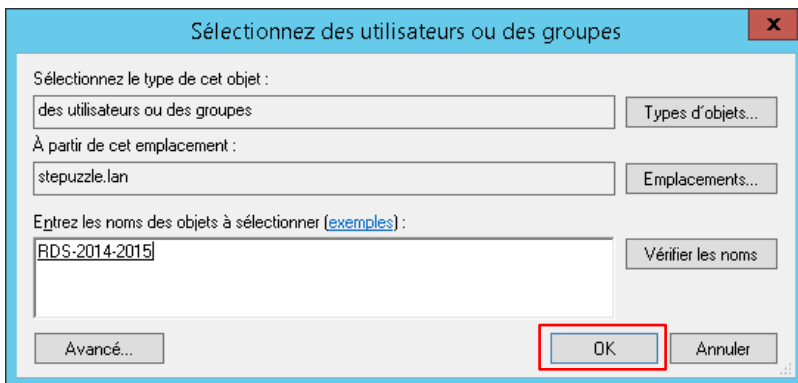 Sélectionnez des utilisateurs ou des groupes
x
Sélectionnez le type de cet objet :
des utilisateurs ou des groupes
Types d'objets...
À partir de cet emplacement :
stepuzzle.lan
Emplacements...
Entrez les noms des objets à sélectionner (exemples) :
RDS-2014-2015
Vérifier les noms
Avancé...
OK
Annuler